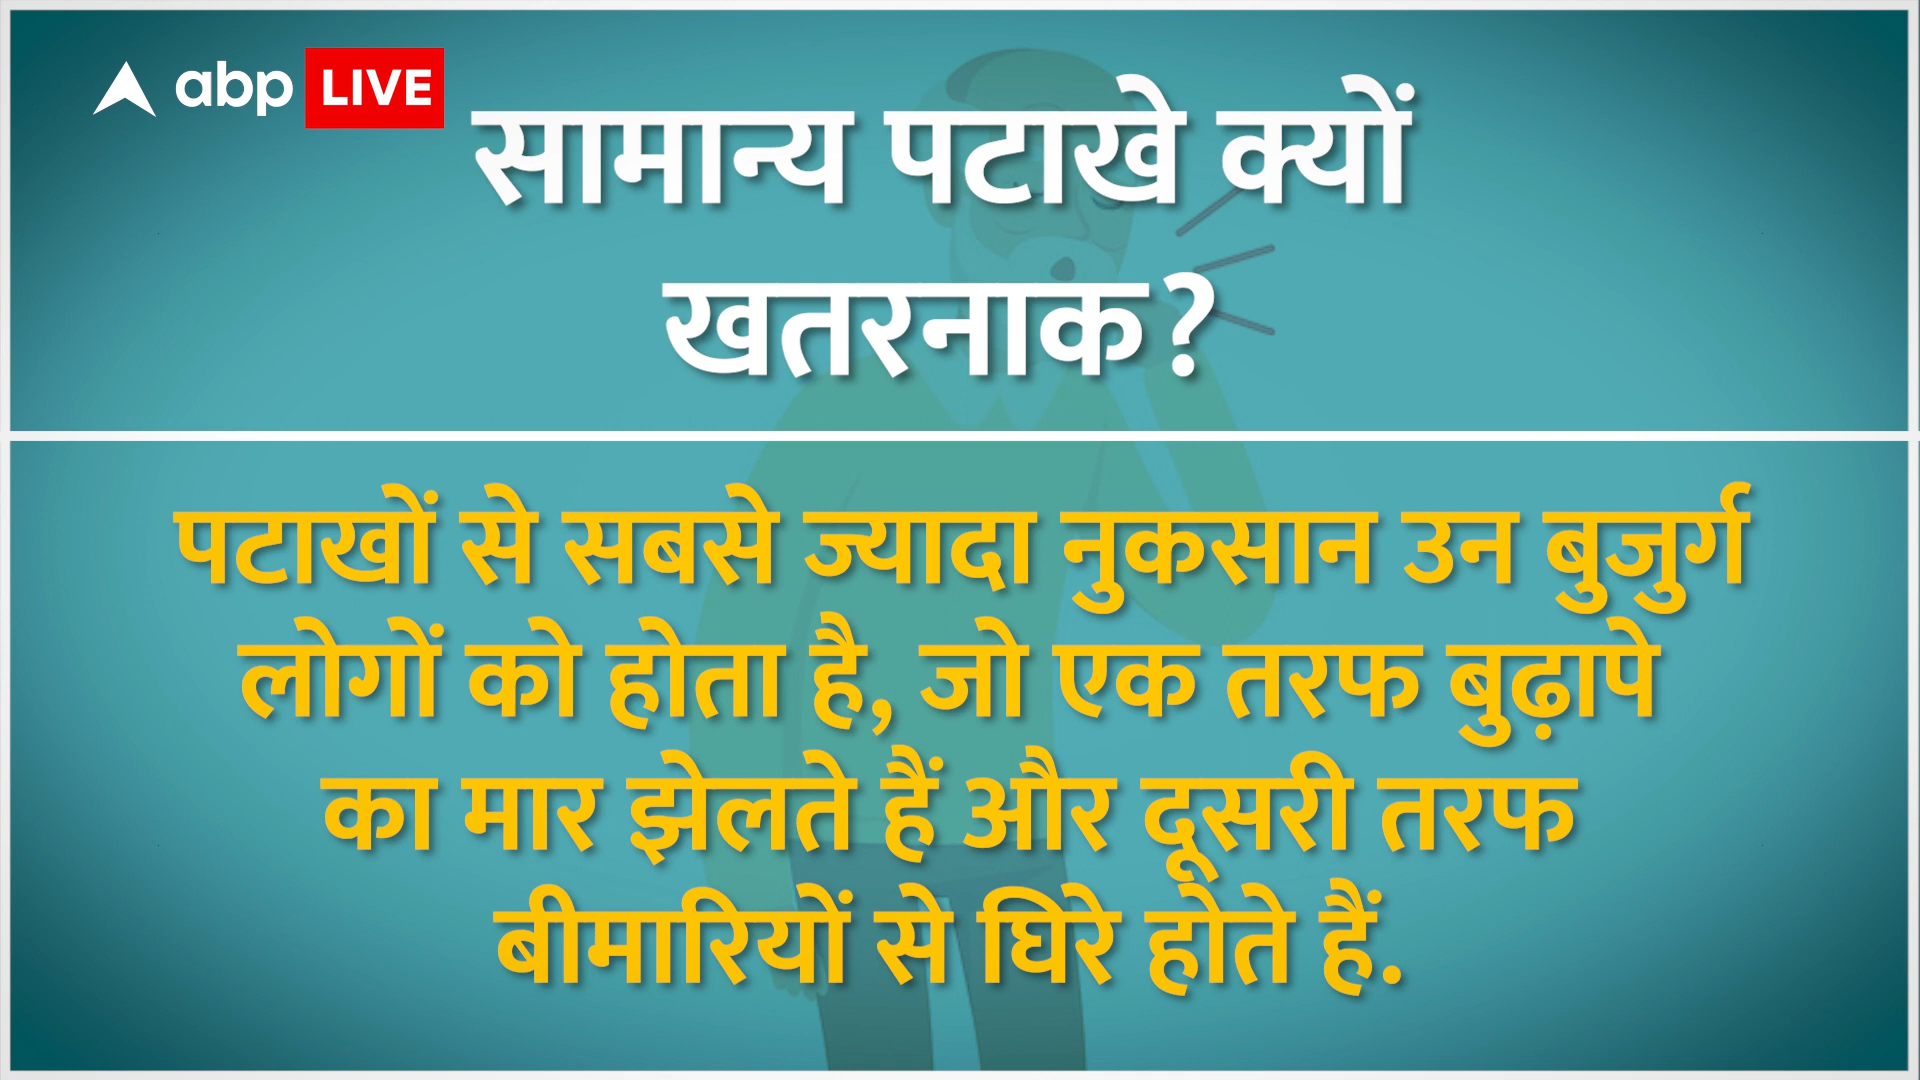 abp LIVE
सामान्य पटाखे क्यों
खतरनाक?
पटाखों से सबसे ज्यादा नुकसान उन बुजुर्ग
लोगों को होता है, जो एक तरफ बुढ़ापे
का मार झेलते हैं और दूसरी तरफ
बीमारियों से घिरे होते हैं.